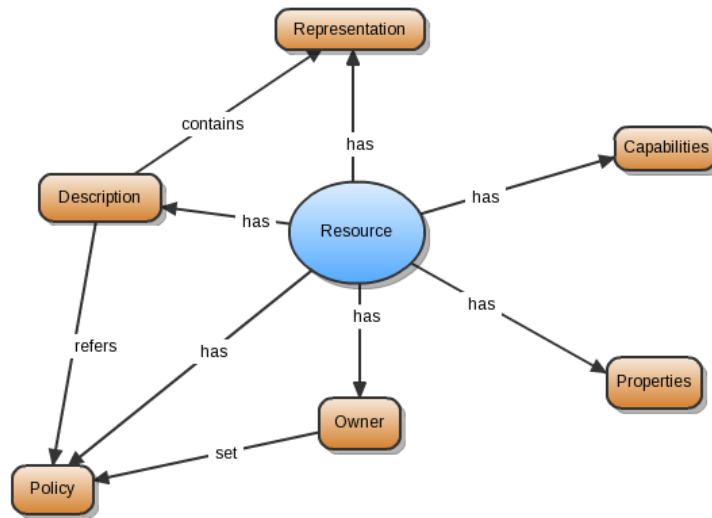 Representation
contains
has
Capabilities
Description
has
has
Resource
has
has
refers
has
Properties
Owner
set
Policy